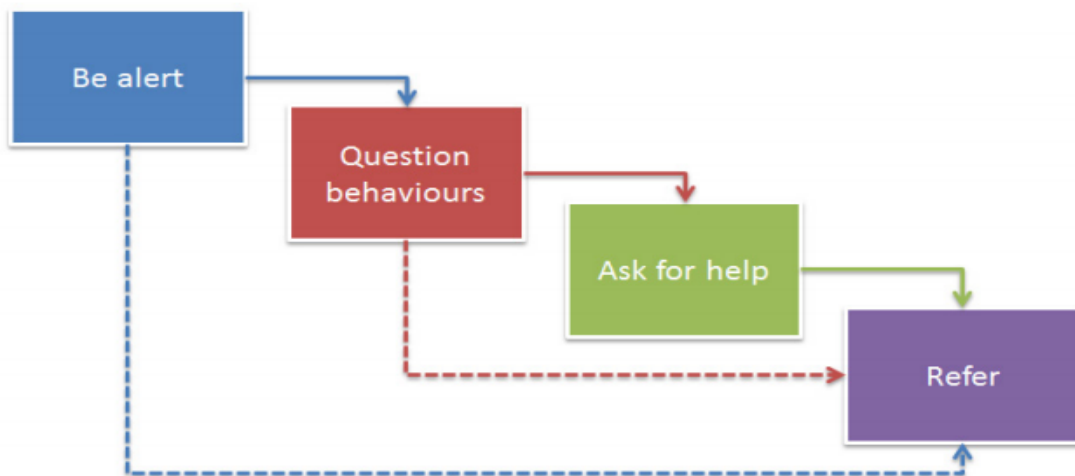 Be alert
Question
behaviours
Ask for help
Refer